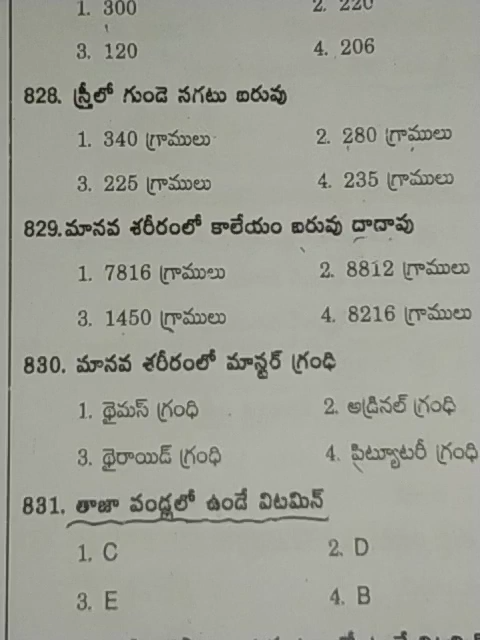 1. 300 2. 220
3. 120 4. 206
828. స్త్రీలో గుండె సగటు బరువు
1. 340 గ్రాములు 2. 280 గ్రాములు
3. 225 గ్రాములు 4. 235 గ్రాములు
829. మానవ శరీరంలో కాలేయం బరువు దాదాపు
1. 7816 గ్రాములు 2. 8812 గ్రాములు
3. 1450 గ్రాములు 4. 8216 గ్రాములు
830. మానవ శరీరంలో మాస్టర్ గ్రంధి
1. థైమస్ గ్రంధి 2. అడ్రినల్ గ్రంధి
3. థైరాయిడ్ గ్రంధి 4. పిట్యూటరీ గ్రంధి
831. తాజా పండ్లలో ఉండే విటమిన్
1. C 2. D
3. E 4. B